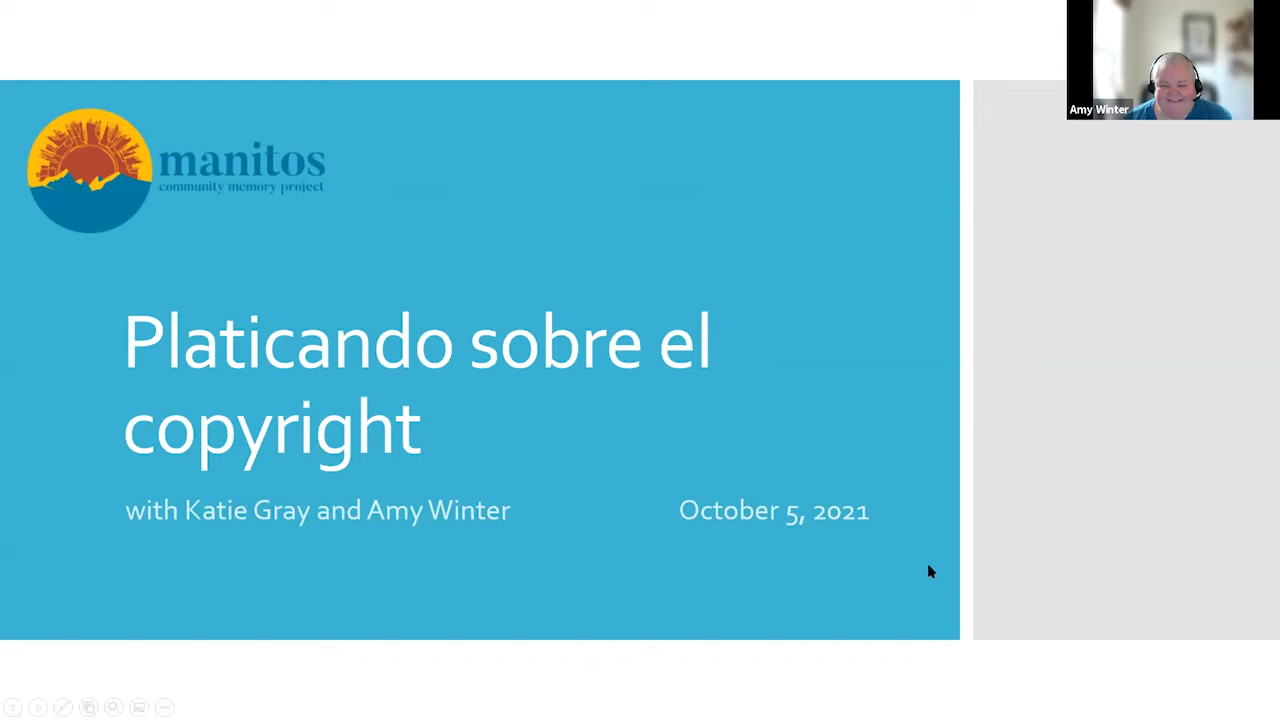 Amy Winter
manitos
community memory project
Platicando sobre el
copyright
with Katie Gray and Amy Winter
October 5, 2021